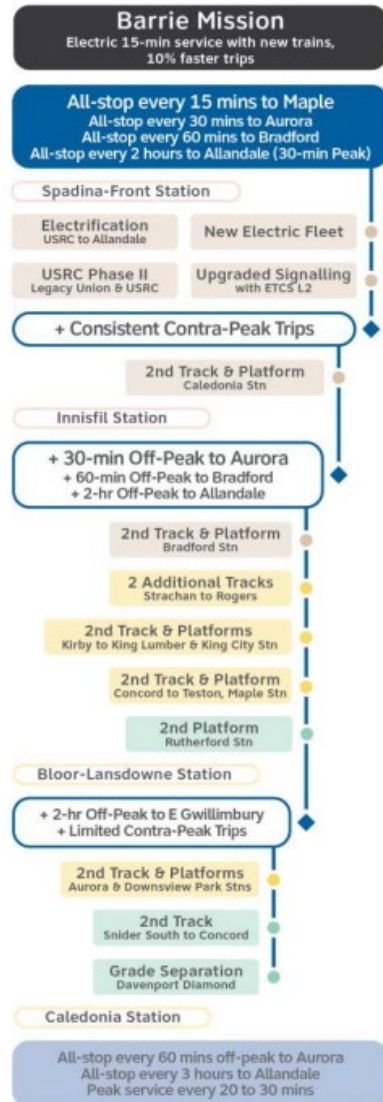 Barrie Mission
Electric 15-min service with new trains,
10% faster trips
All-stop every 15 mins to Maple
All-stop every 30 mins to Aurora
All-stop every 60 mins to Bradford
All-stop every 2 hours to Allandale (30-min Peak)
Spadina-Front Station
Electrification
USRC to Allandale
New Electric Fleet
USRC Phase II
Legacy Union & USRC
Upgraded Signalling
with ETCS L2
+ Consistent Contra-Peak Trips
2nd Track & Platform
Caledonia Stn
Innisfil Station
+ 30-min Off-Peak to Aurora
+ 60-min Off-Peak to Bradford
+ 2-hr Off-Peak to Allandale
2nd Track & Platform
Bradford Stn
2 Additional Tracks
Strachan to Rogers
2nd Track & Platforms
Kirby to King Lumber & King City Stn
2nd Track & Platform
Concord to Teston, Maple Stn
2nd Platform
Rutherford Stn
Bloor-Lansdowne Station
+ 2-hr Off-Peak to E Gwillimbury
+ Limited Contra-Peak Trips
2nd Track & Platforms
Aurora & Downsview Park Stns
2nd Track
Snider South to Concord
Grade Separation
Davenport Diamond
Caledonia Station
All-stop every 60 mins off-peak to Aurora
All-stop every 3 hours to Allandale
Peak service every 20 to 30 mins